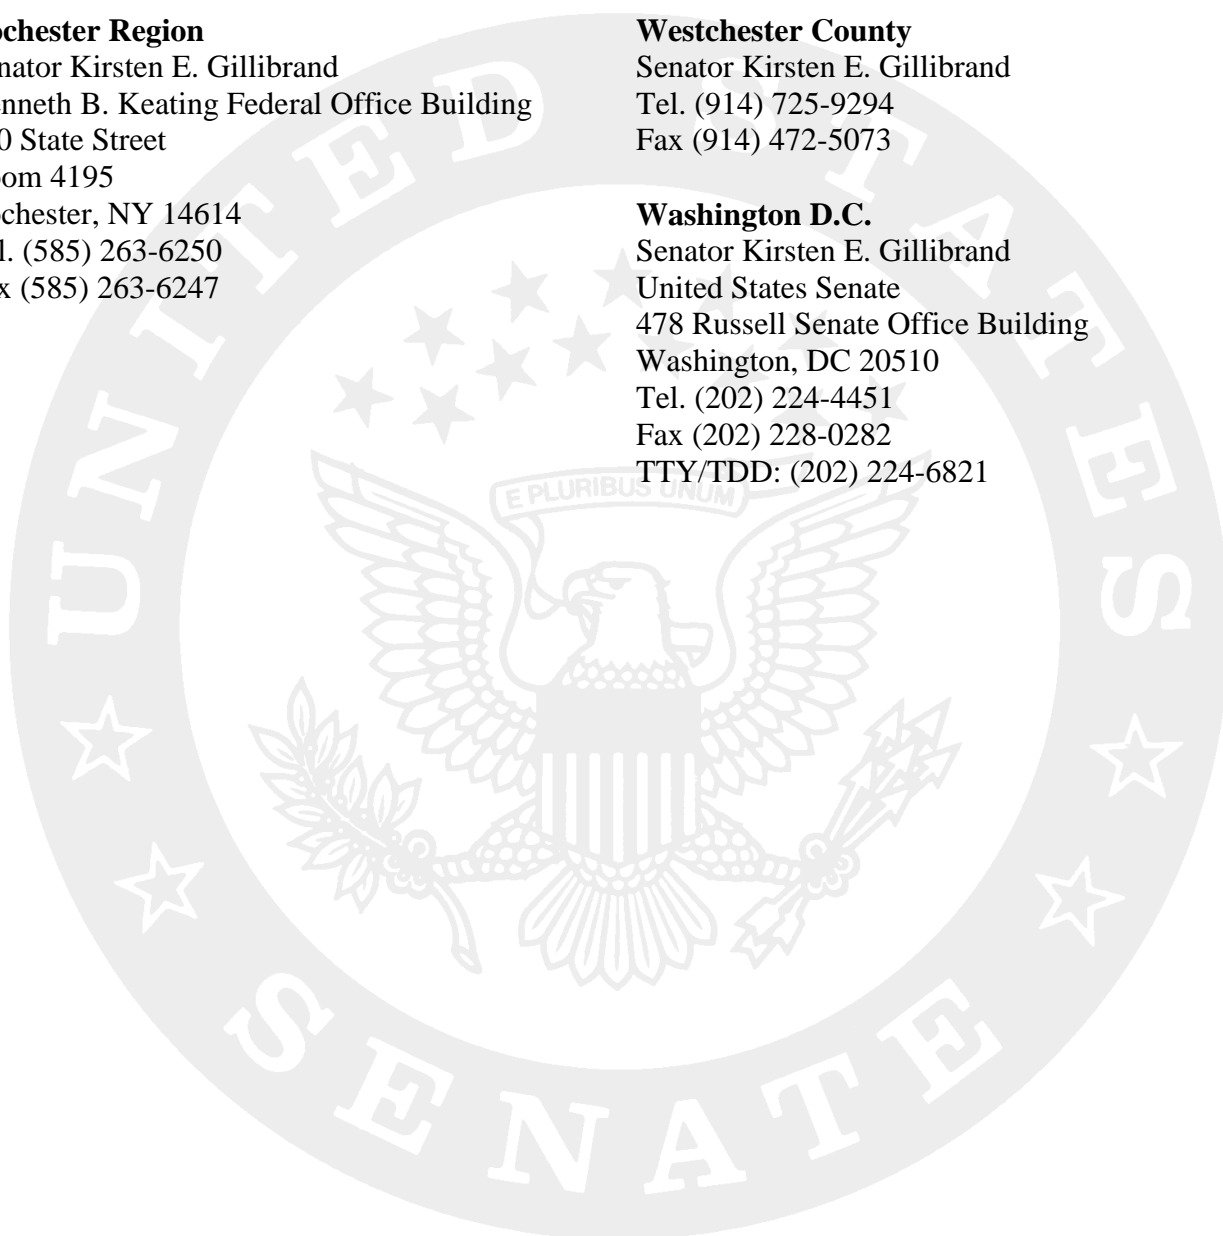 ochester Region
nator Kirsten E. Gillibrand
enneth B. Keating Federal Office Building
0 State Street
oom 4195
ochester, NY 14614
l. (585) 263-6250
x (585) 263-6247
Westchester County
Senator Kirsten E. Gillibrand
Tel. (914) 725-9294
Fax (914) 472-5073
Washington D.C.
Senator Kirsten E. Gillibrand
United States Senate
478 Russell Senate Office Building
Washington, DC 20510
Tel. (202) 224-4451
Fax (202) 228-0282
TTY/TDD: (202) 224-6821
UNITED STATES
E PLURIBUS UNUM
SENATE